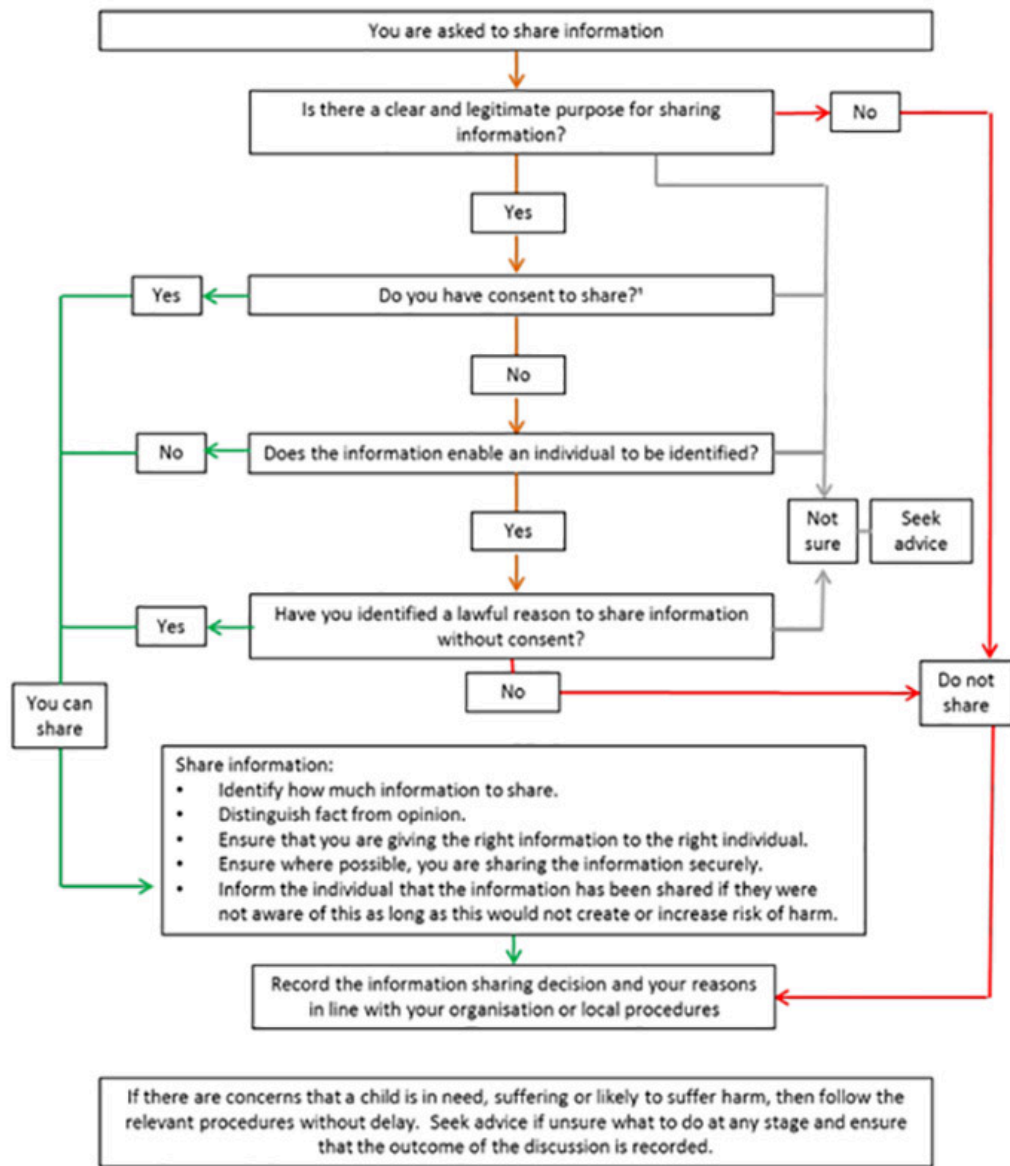 You are asked to share information
Is there a clear and legitimate purpose for sharing
information?
No
Yes
Yes
Do you have consent to share?¹
No
No
Does the information enable an individual to be identified?
Yes
Not
sure
Seek
advice
Yes
Have you identified a lawful reason to share information
without consent?
No
Do not
share
You can
share
Share information:
• Identify how much information to share.
• Distinguish fact from opinion.
• Ensure that you are giving the right information to the right individual.
• Ensure where possible, you are sharing the information securely.
• Inform the individual that the information has been shared if they were
not aware of this as long as this would not create or increase risk of harm.
Record the information sharing decision and your reasons
in line with your organisation or local procedures
If there are concerns that a child is in need, suffering or likely to suffer harm, then follow the
relevant procedures without delay. Seek advice if unsure what to do at any stage and ensure
that the outcome of the discussion is recorded.